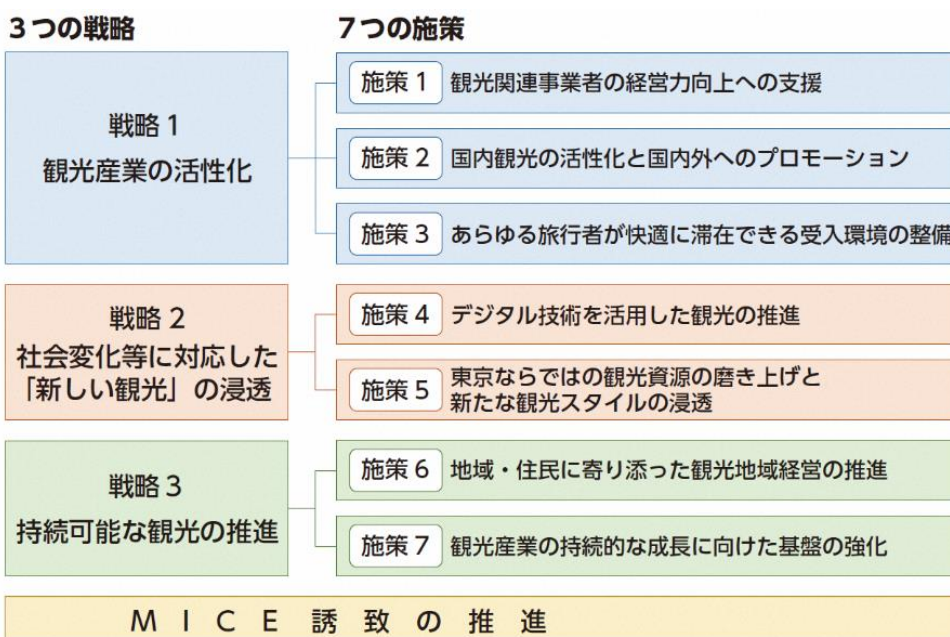 3つの戦略
7つの施策
戦略1
観光産業の活性化
施策1 観光関連事業者の経営力向上への支援
施策2 国内観光の活性化と国内外へのプロモーション
施策3 あらゆる旅行者が快適に滞在できる受入環境の整備
戦略2
社会変化等に対応した
「新しい観光」の浸透
施策4 デジタル技術を活用した観光の推進
施策5 東京ならではの観光資源の磨き上げと
新たな観光スタイルの浸透
戦略3
持続可能な観光の推進
施策6 地域・住民に寄り添った観光地域経営の推進
施策7 観光産業の持続的な成長に向けた基盤の強化
MICE誘致の推進